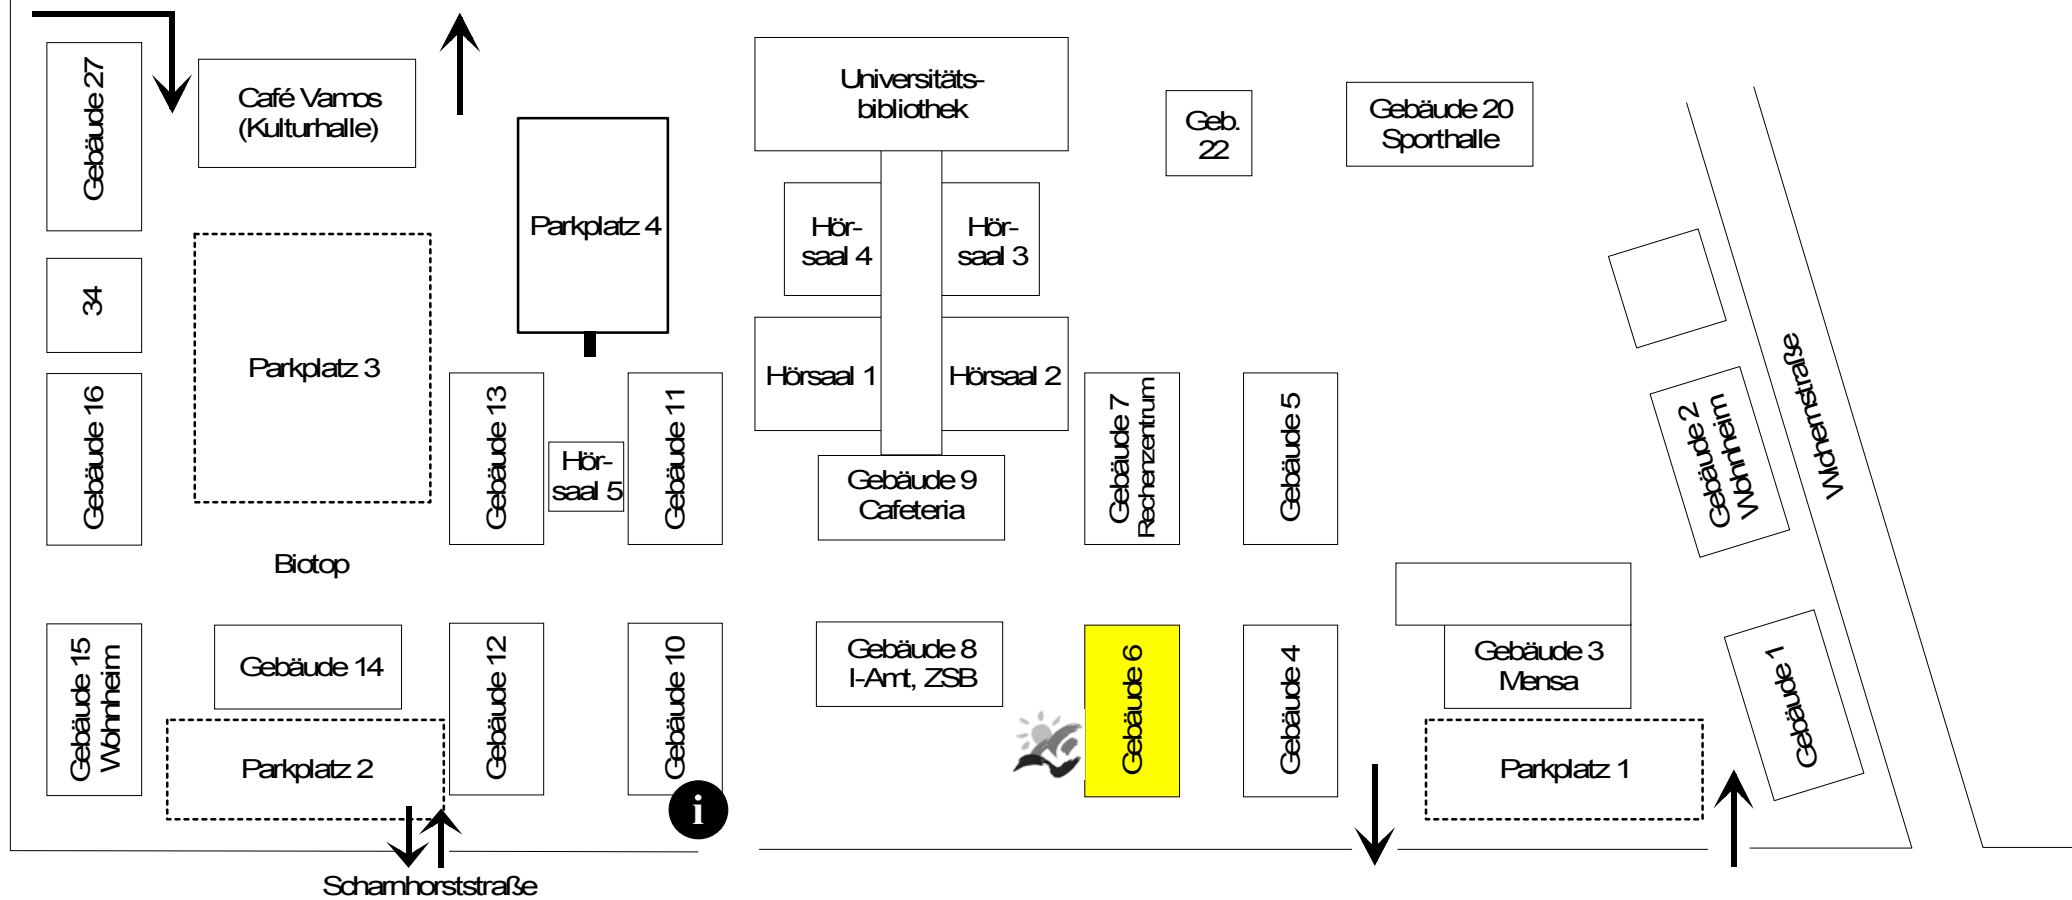 Gebäude 27
Café Vamos
(Kulturhalle)
Universitäts-
bibliothek
Geb.
22
Gebäude 20
Sporthalle
Parkplatz 4
Hör-
saal 4
Hör-
saal 3
34
Parkplatz 3
Hörsaal 1
Hörsaal 2
Gebäude 16
Gebäude 13
Hör-
saal 5
Gebäude 11
Gebäude 9
Cafeteria
Gebäude 7
Rechenzentrum
Gebäude 5
Gebäude 2
Wohnheim
Wichernstraße
Biotop
Gebäude 15
Wohnheim
Gebäude 14
Gebäude 12
Gebäude 10
Gebäude 8
I-Amt, ZSB
Gebäude 6
Gebäude 4
Gebäude 3
Mensa
Gebäude 1
Parkplatz 2
Parkplatz 1
i
Scharnhorststraße